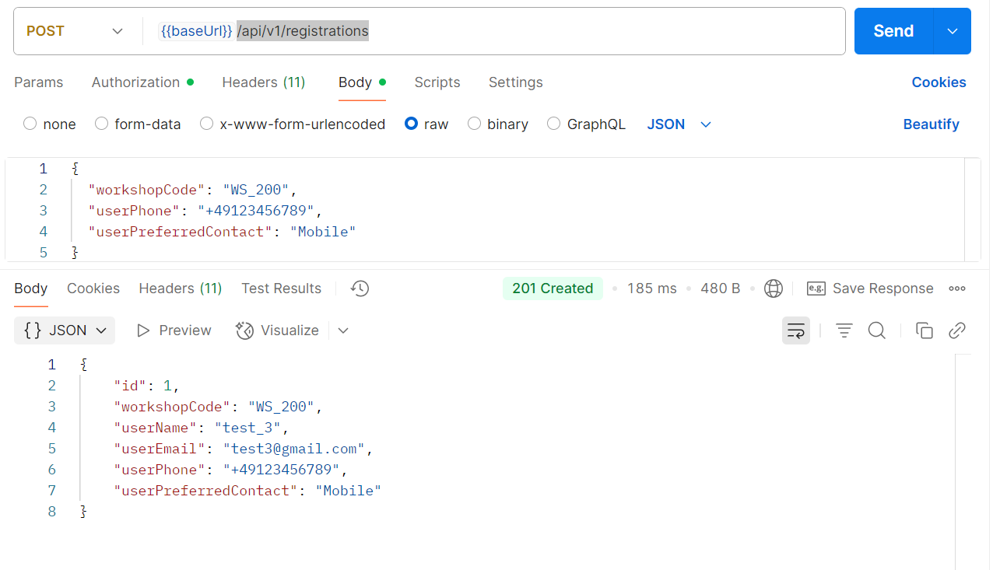 POST {{baseUrl}} /api/v1/registrations Send
Params Authorization Headers (11) Body Scripts Settings Cookies
none form-data x-www-form-urlencoded raw binary GraphQL JSON Beautify
1 {
2 "workshopCode": "WS_200",
3 "userPhone": "+49123456789",
4 "userPreferredContact": "Mobile"
5 }
Body Cookies Headers (11) Test Results 201 Created • 185 ms • 480 B • e.g. Save Response
{} JSON Preview Visualize
1 {
2 "id": 1,
3 "workshopCode": "WS_200",
4 "userName": "test_3",
5 "userEmail": "test3@gmail.com",
6 "userPhone": "+49123456789",
7 "userPreferredContact": "Mobile"
8 }